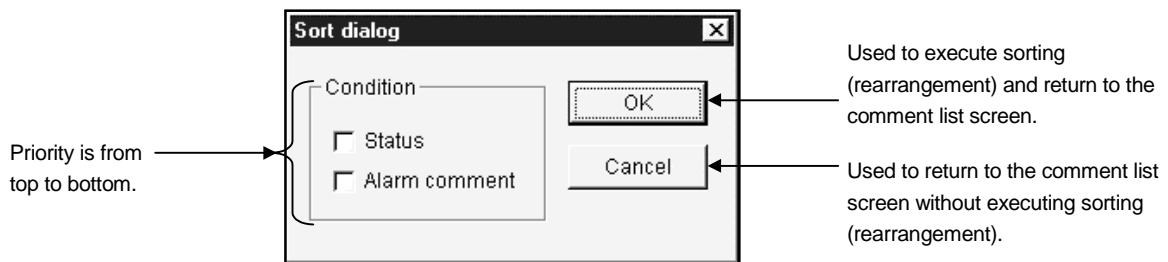 Sort dialog
Condition
Status
Alarm comment
OK
Cancel
Priority is from
top to bottom.
Used to execute sorting
(rearrangement) and return to the
comment list screen.
Used to return to the comment list
screen without executing sorting
(rearrangement).